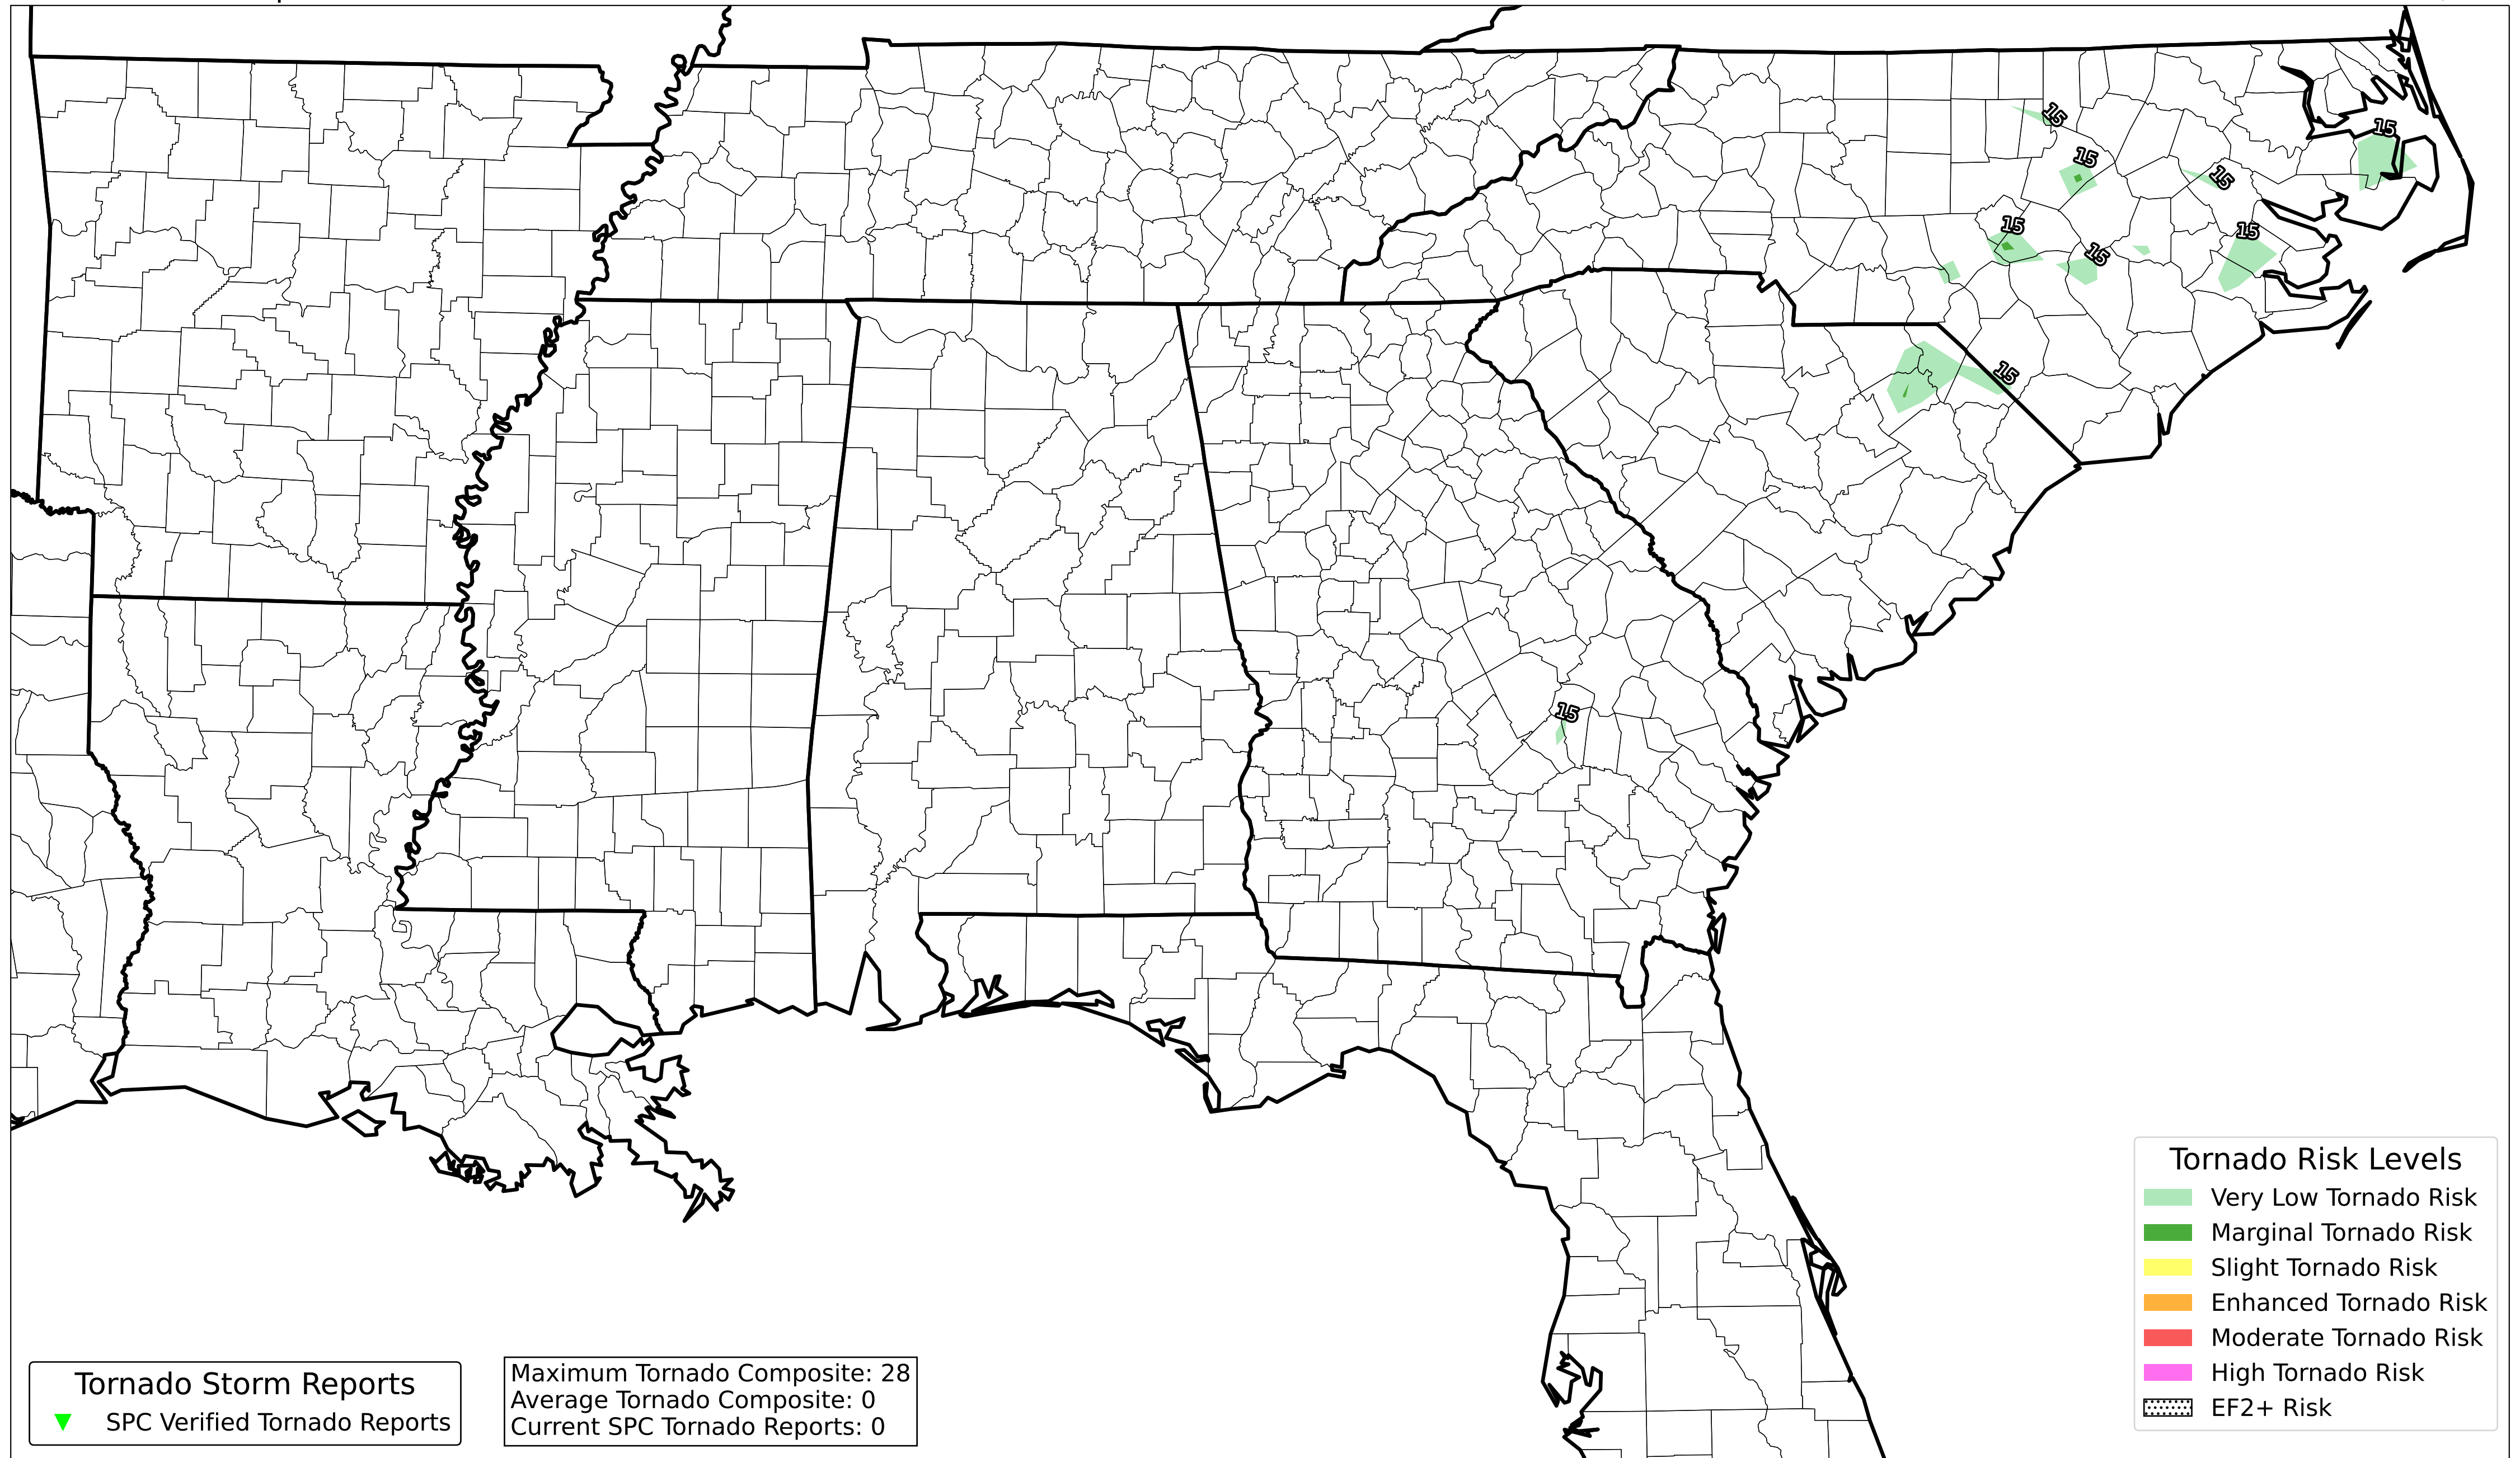 15
15
15
15
15
15
15
15
15
Tornado Risk Levels
Very Low Tornado Risk
Marginal Tornado Risk
Slight Tornado Risk
Enhanced Tornado Risk
Moderate Tornado Risk
High Tornado Risk
EF2+ Risk
Tornado Storm Reports
SPC Verified Tornado Reports
Maximum Tornado Composite: 28
Average Tornado Composite: 0
Current SPC Tornado Reports: 0